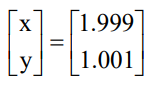 [x] = [1.999]
[y]   [1.001]